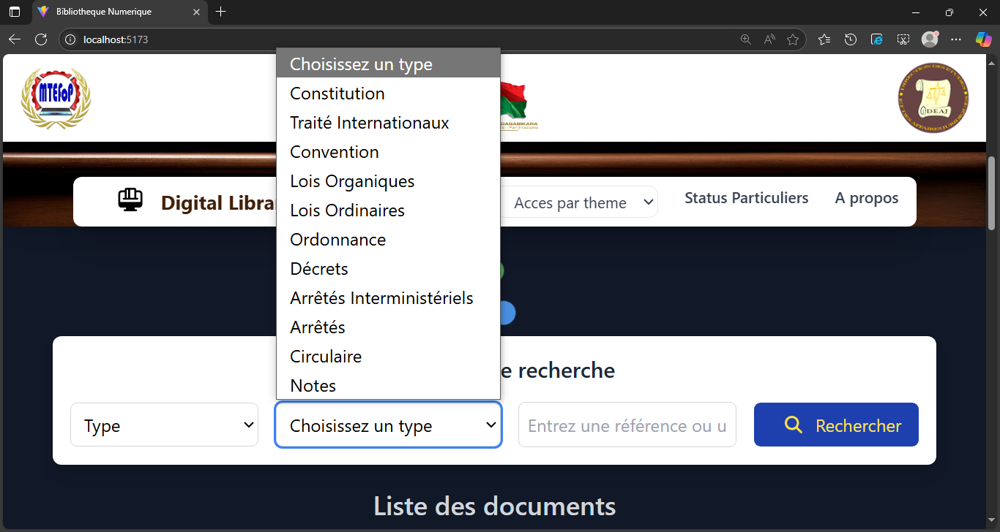 Bibliotheque Numerique
localhost:5173
MTEFoP
DEAJ
Digital Librar
Acces par theme
Status Particuliers
A propos
Choisissez un type
Constitution
Traité Internationaux
Convention
Lois Organiques
Lois Ordinaires
Ordonnance
Décrets
Arrêtés Interministériels
Arrêtés
Circulaire
Notes
e recherche
Type
Choisissez un type
Entrez une référence ou u
Rechercher
Liste des documents